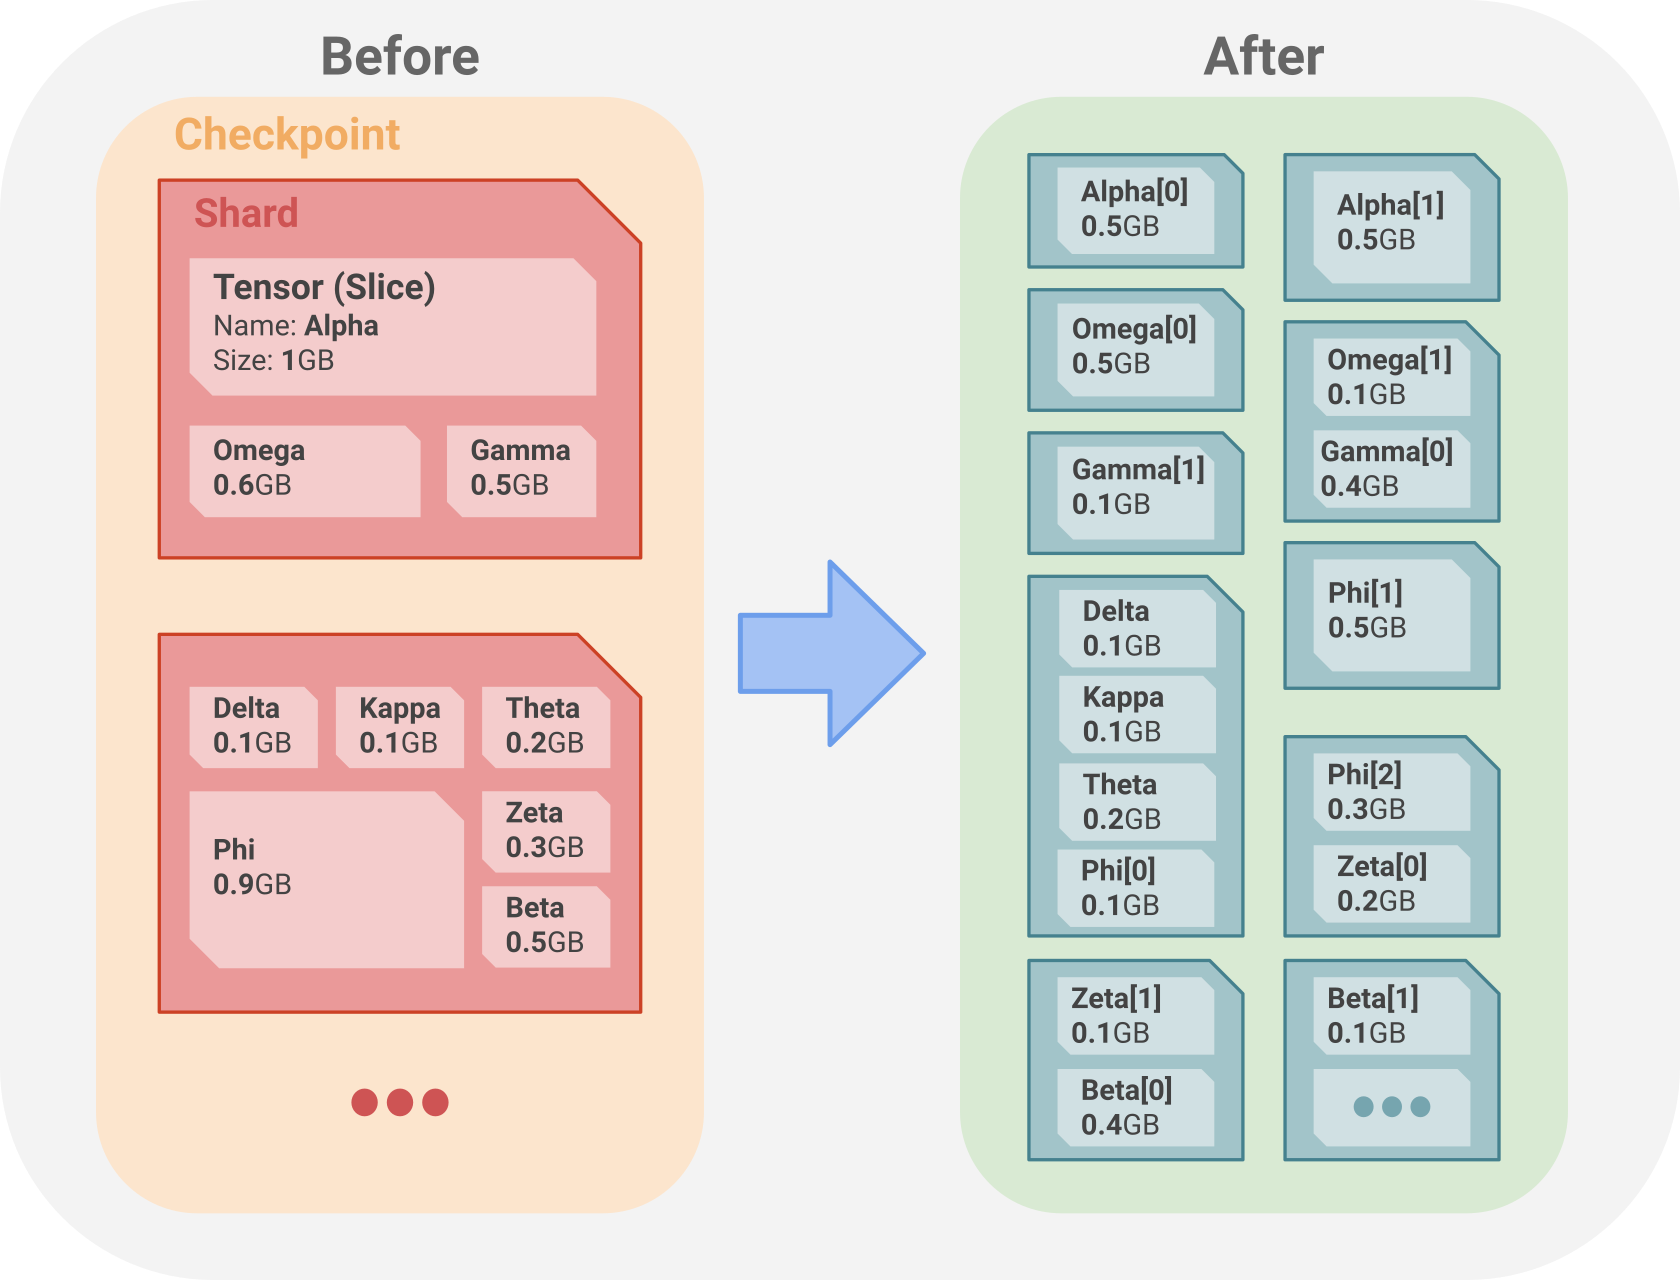 Before
Checkpoint
Shard
Tensor (Slice)
Name: Alpha
Size: 1GB
Omega
0.6GB
Gamma
0.5GB
Delta
0.1GB
Kappa
0.1GB
Theta
0.2GB
Phi
0.9GB
Zeta
0.3GB
Beta
0.5GB
After
Alpha[0]
0.5GB
Alpha[1]
0.5GB
Omega[0]
0.5GB
Omega[1]
0.1GB
Gamma[0]
0.4GB
Gamma[1]
0.1GB
Phi[1]
0.5GB
Delta
0.1GB
Kappa
0.1GB
Theta
0.2GB
Phi[0]
0.1GB
Phi[2]
0.3GB
Zeta[0]
0.2GB
Zeta[1]
0.1GB
Beta[0]
0.4GB
Beta[1]
0.1GB